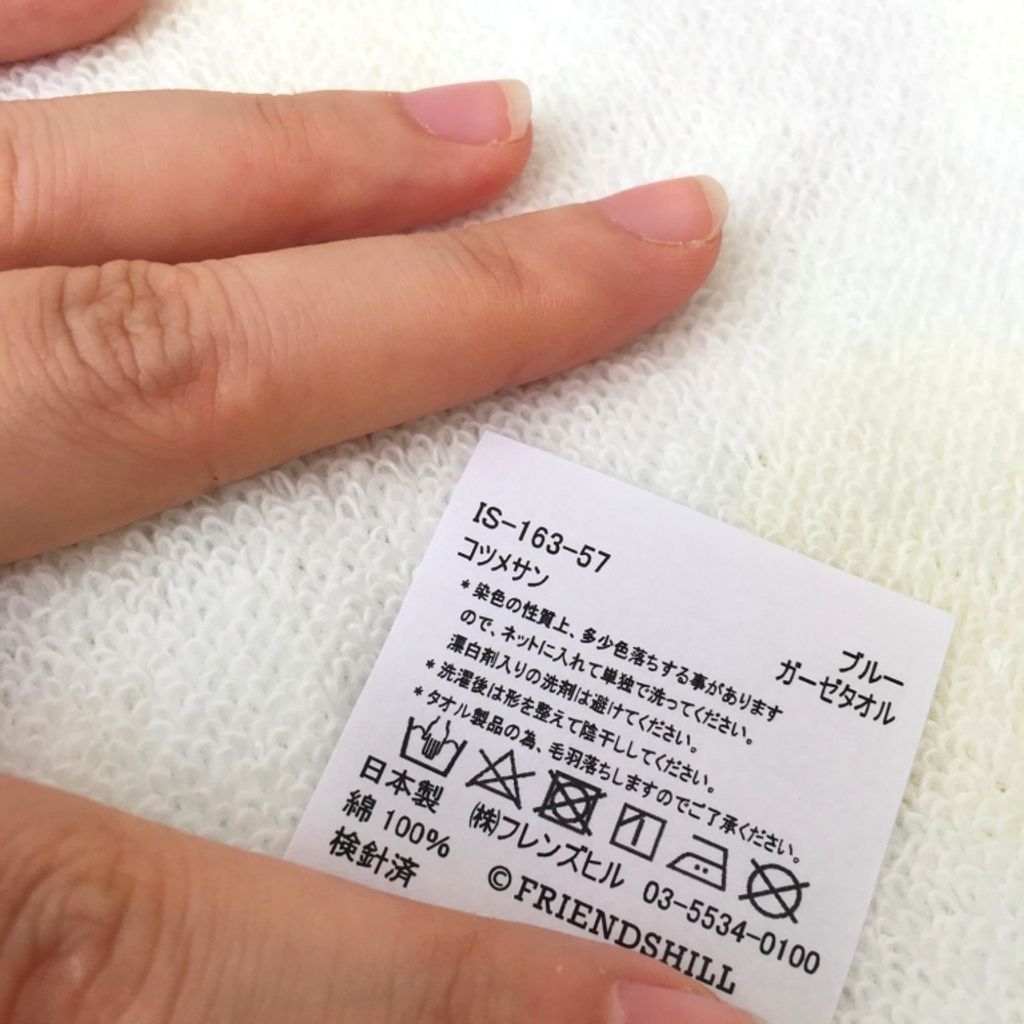 IS-163-57
コツメサン
ブルー
ガーゼタオル
* 染色の性質上、多少色落ちする事があります
ので、ネットに入れて単独で洗ってください。
漂白剤入りの洗剤は避けてください。
* 洗濯後は形を整えて陰干ししてください。
* タオル製品の為、毛羽落ちしますのでご了承ください。
日本製
綿 100%
検針済
(株)フレンズヒル 03-5534-0100
©FRIENDSHILL